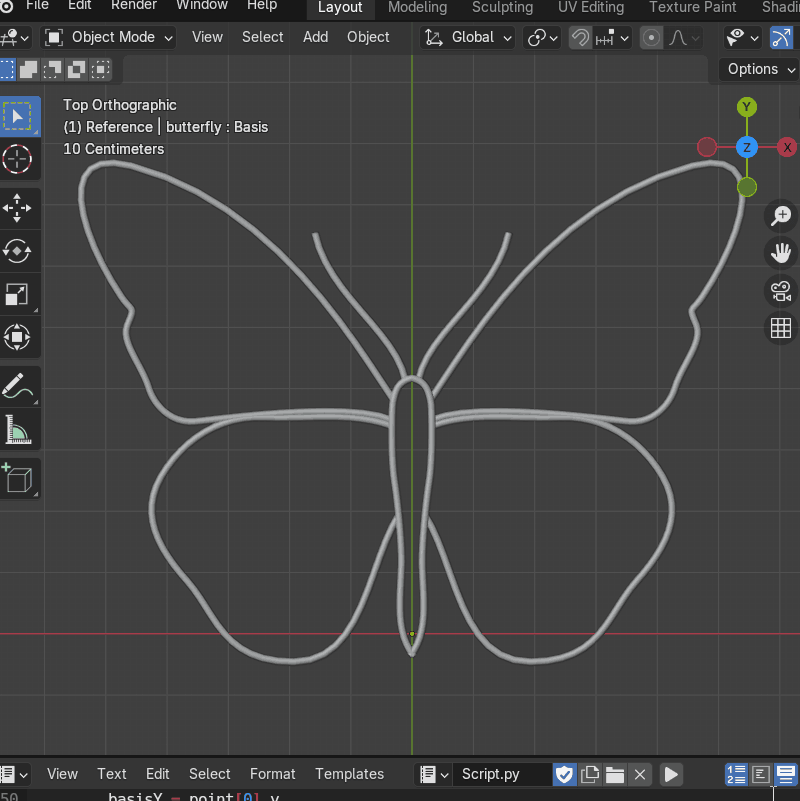 File Edit Render Window Help Layout Modeling Sculpting UV Editing Texture Paint Shadi
Object Mode View Select Add Object Global
Options
Top Orthographic
(1) Reference | butterfly : Basis
10 Centimeters
Y
Z
X
View Text Edit Select Format Templates Script.py
50 basisY = point[0].y